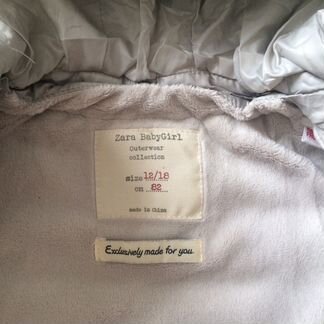 Zara BabyGirl
Outerwear
collection
size 12/18
cm 82
made in China
Exclusively made for you.